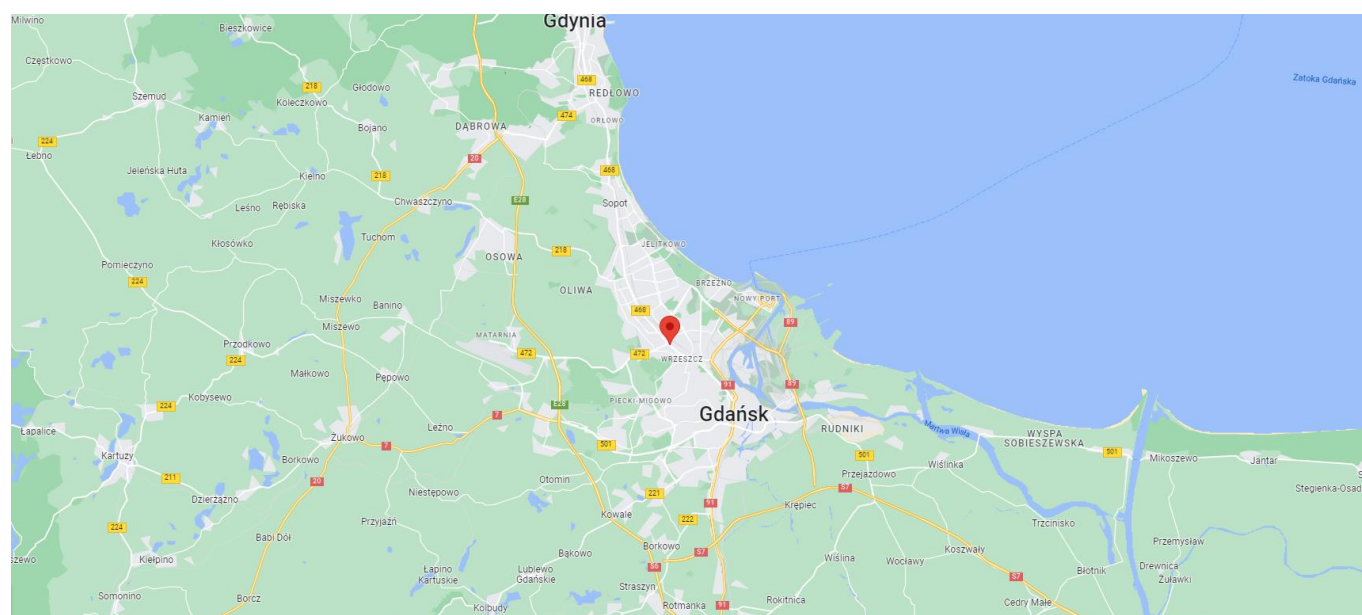 Milwino
Gdynia
Bieszkowice
468
Częstkowo
Zatoka Gdańska
218
Głodowo
REDŁOWO
Szemud
Koleczkowo
Kamień
474
ORŁOWO
Bojano
DĄBROWA
224
Łebno
20
Jeleńska Huta
468
Kielno
218
E28
Chwaszczyno
Sopot
Leśno
Rębiska
Tuchom
Kłosówko
JELITKOWO
218
OSOWA
Pomieczyno
224
OLIWA
BRZEŹNO
Miszewko
Banino
NOWY PORT
468
89
Miszewo
MATARNIA
Przodkowo
472
472
WRZESZCZ
224
Małkowo
Pępowo
91
89
Kobysewo
PIECKI-MIGOWO
224
E28
7
Gdańsk
Łapalice
Leźno
Martwa Wisła
RUDNIKI
WYSPA
SOBIESZEWSKA
Żukowo
7
501
501
501
Kartuzy
Borkowo
Mikoszewo
Jantar
Wiślinka
211
20
Otomin
Przejazdowo
Dzierżążno
Niestępowo
221
S7
Stegienka-Osad
91
Krępiec
Kowale
222
Przyjaźń
224
Trzcinisko
Babi Dół
Borkowo
Przemysław
Koszwały
Bąkowo
S7
szewo
Kiełpino
Wiślina
Wocławy
Drewnica
Łapino
Kartuskie
Lublewo
Gdańskie
S6
Błotnik
S7
Żuławki
Straszyn
Somonino
Borcz
Kolbudy
Rotmanka
91
Rokitnica
Cedry Małe